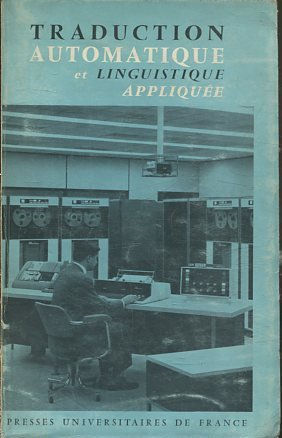 TRADUCTION
AUTOMATIQUE
et LINGUISTIQUE
APPLIQUÉE
PRESSES UNIVERSITAIRES DE FRANCE